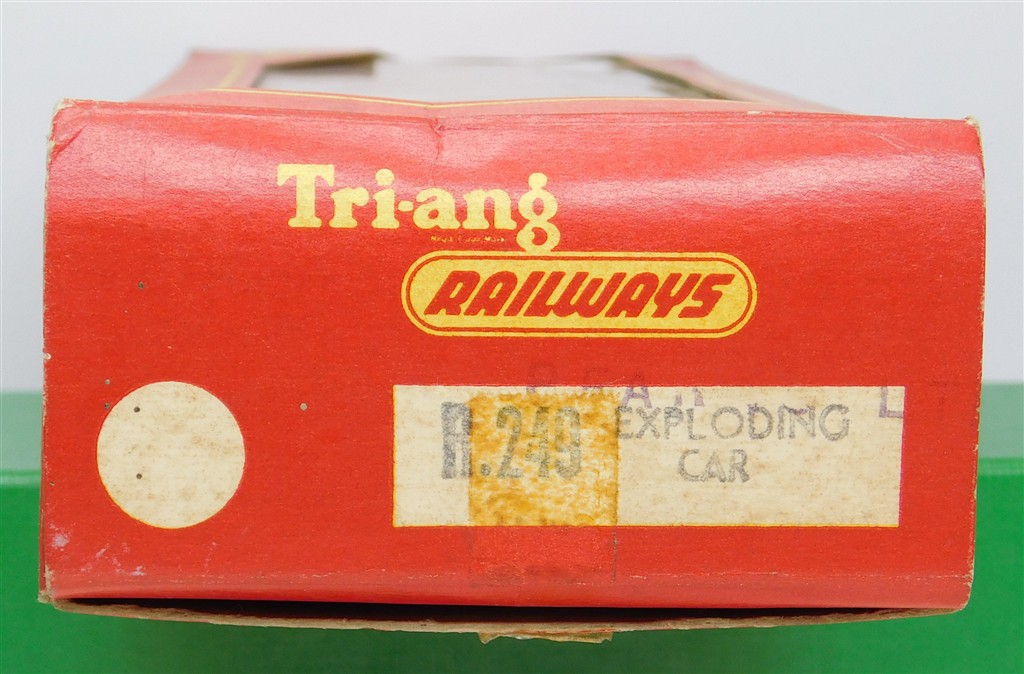 Tri-ang
RAILWAYS
R.249
EXPLODING
CAR